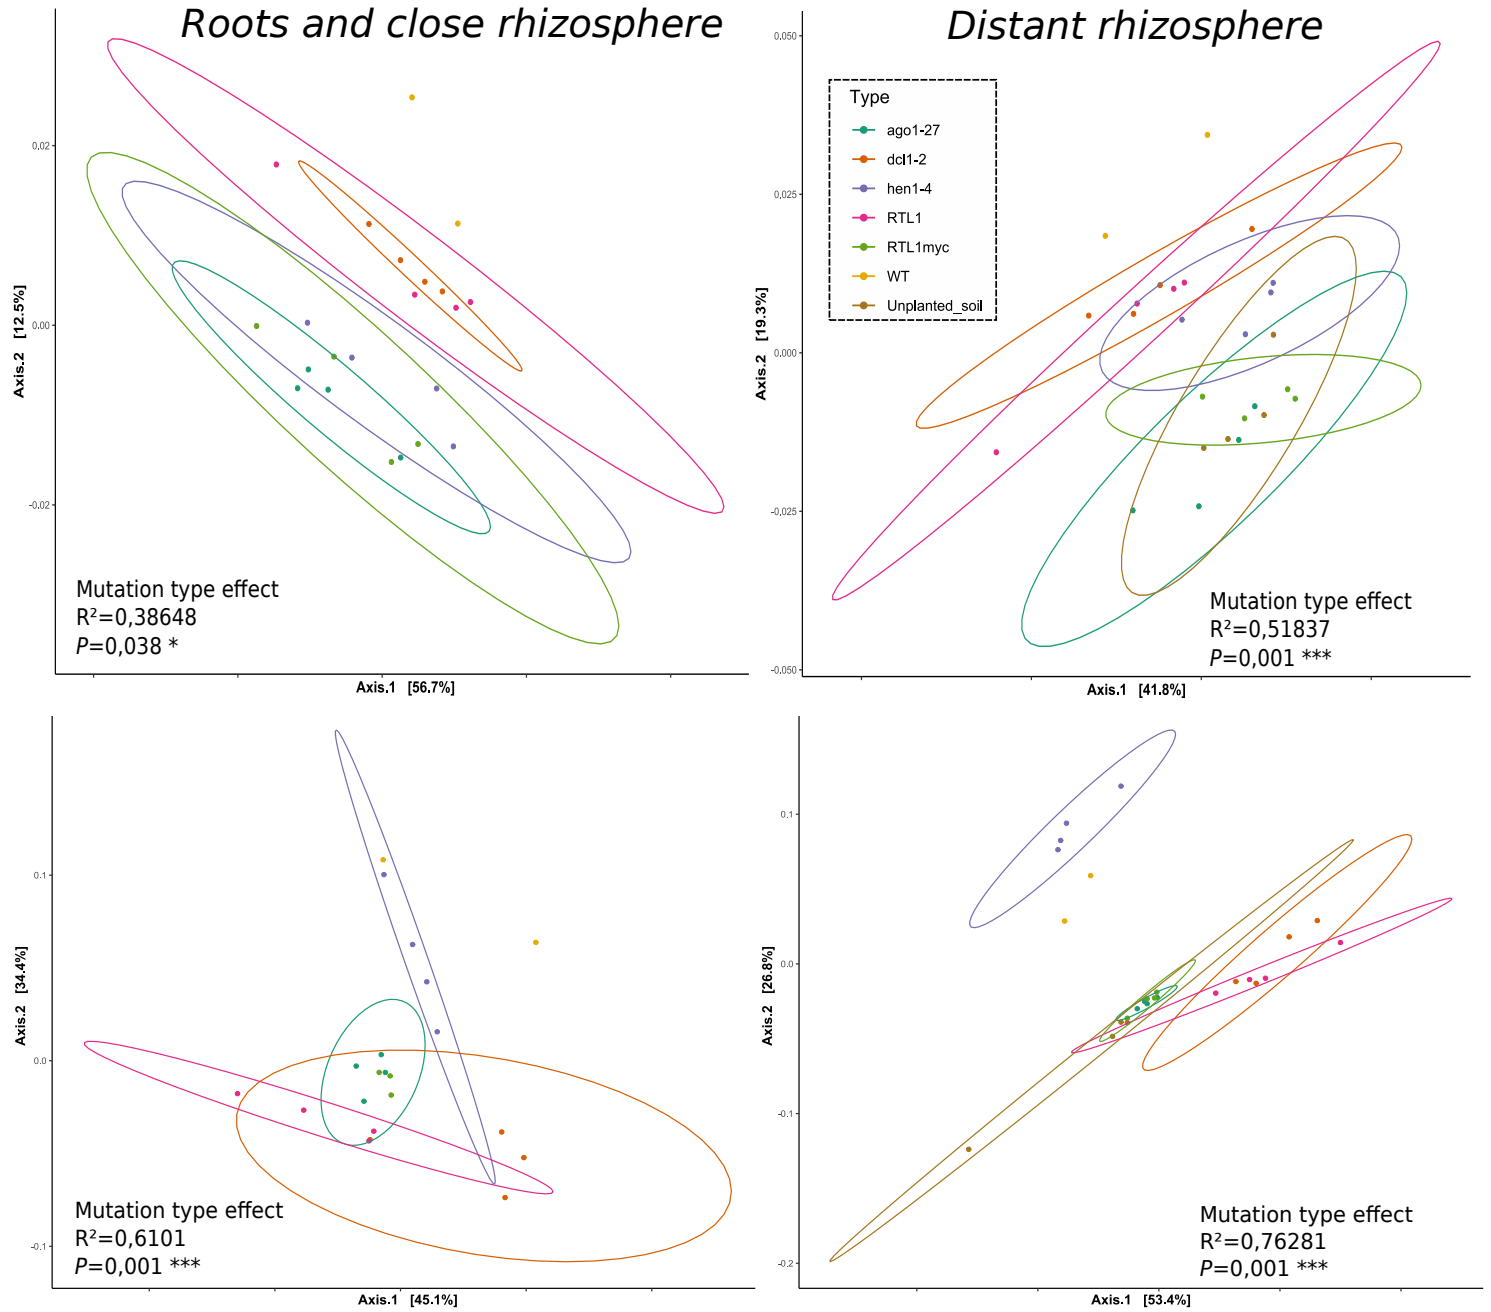 Roots and close rhizosphere
Distant rhizosphere
0.02
0.00
-0.02
Axis.2 [12.5%]
Mutation type effect
R²=0,38648
P=0,038 *
Axis.1 [56.7%]
0.050
0.025
0.000
-0.025
-0.050
Axis.2 [19.3%]
Type
ago1-27
dcl1-2
hen1-4
RTL1
RTL1myc
WT
Unplanted_soil
Mutation type effect
R²=0,51837
P=0,001 ***
Axis.1 [41.8%]
0.1
0.0
-0.1
Axis.2 [34.4%]
Mutation type effect
R²=0,6101
P=0,001 ***
Axis.1 [45.1%]
0.1
0.0
-0.1
-0.2
Axis.2 [26.8%]
Mutation type effect
R²=0,76281
P=0,001 ***
Axis.1 [53.4%]